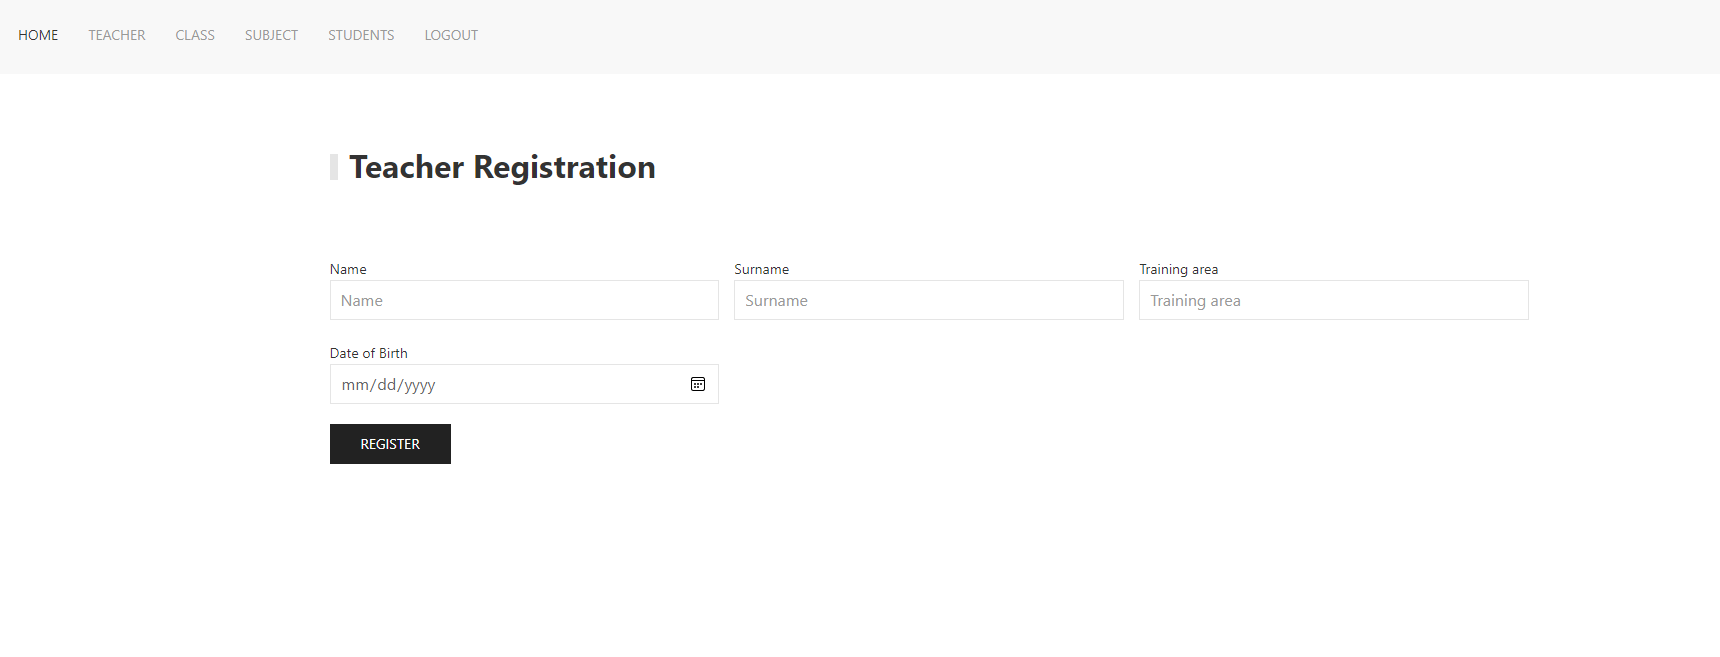 HOME TEACHER CLASS SUBJECT STUDENTS LOGOUT
Teacher Registration
Name Surname Training area
Name Surname Training area
Date of Birth
mm/dd/yyyy
REGISTER